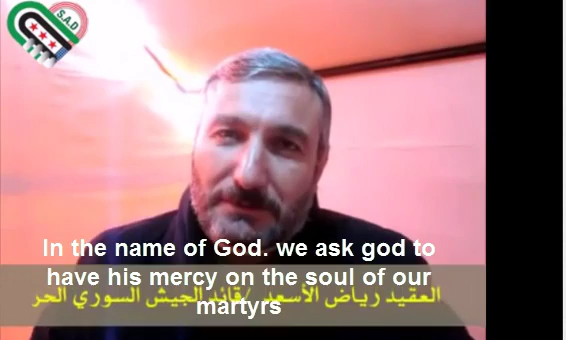 S.A.D
In the name of God. we ask god to
have his mercy on the soul of our
martyrs
العقيد رياض الأسعد / قائد الجيش السوري الحر